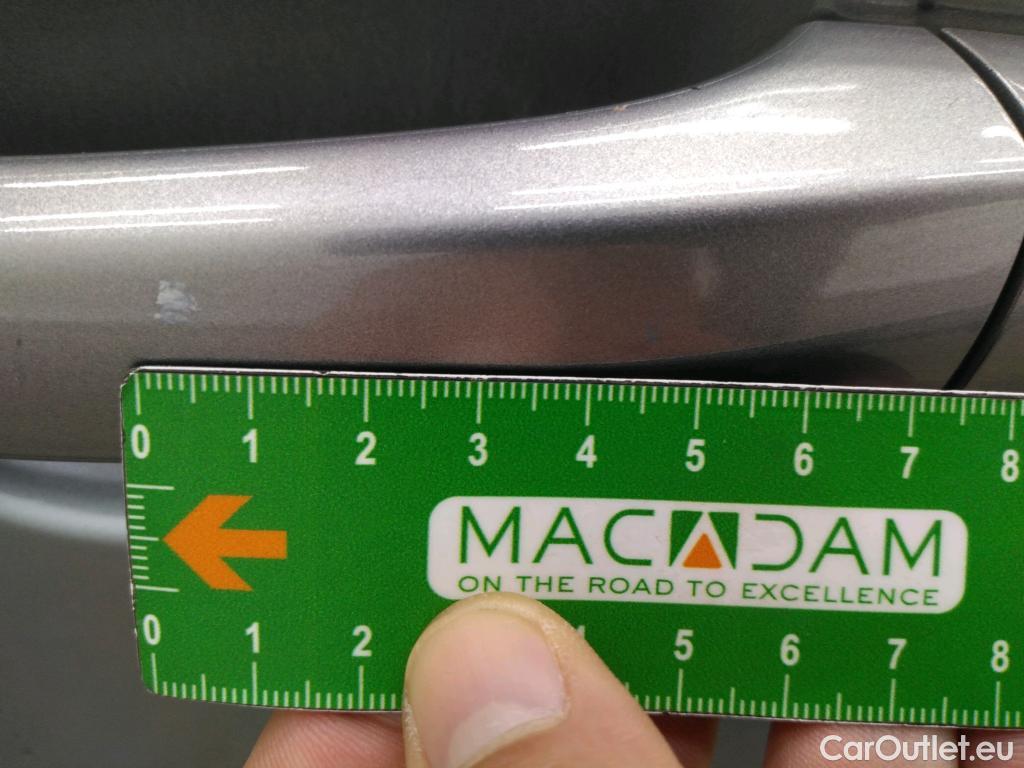 0 1 2 3 4 5 6 7 8
MACADAM
ON THE ROAD TO EXCELLENCE
0 1 2 4 5 6 7 8
CarOutlet.eu